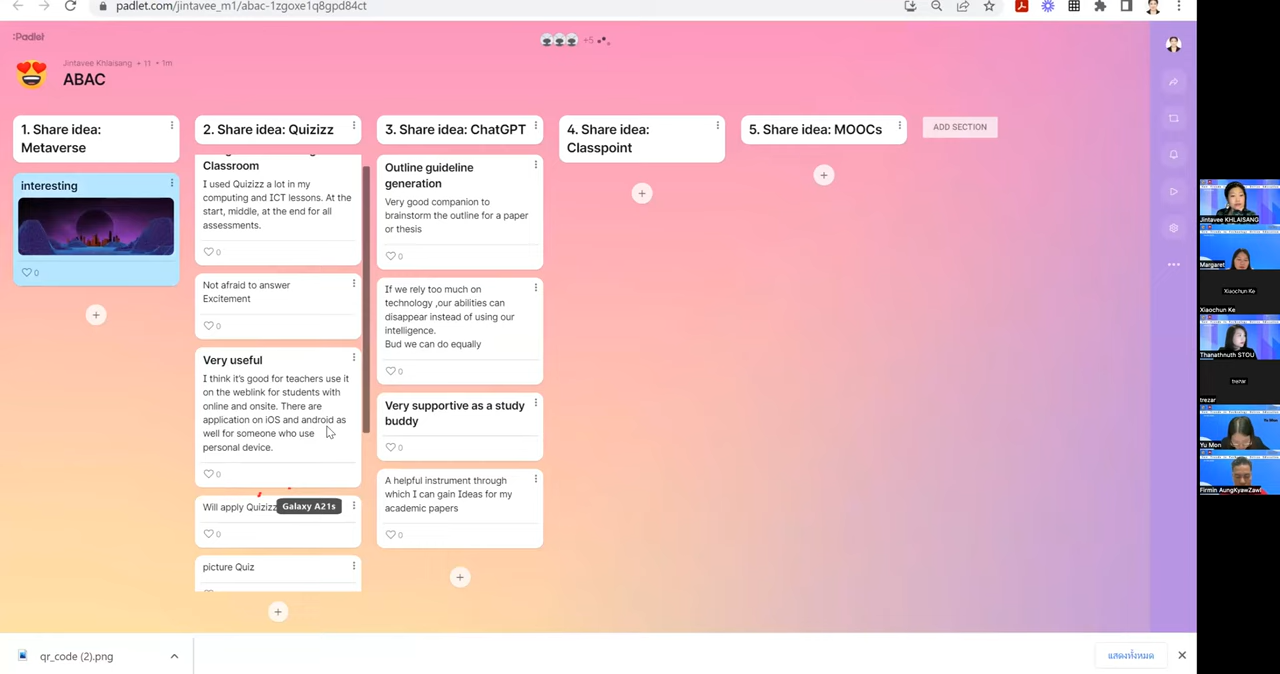 padlet.com/jintavee_m1/abac-1zgoxe1q8gpd84ct
:Padlet
+5
Jintavee Khlaisang + 11 • 1m
ABAC
1. Share idea:
Metaverse
interesting
0
2. Share idea: Quizizz
Classroom
I used Quizizz a lot in my
computing and ICT lessons. At the
start, middle, at the end for all
assessments.
0
Not afraid to answer
Excitement
0
Very useful
I think it's good for teachers use it
on the weblink for students with
online and onsite. There are
application on iOS and android as
well for someone who use
personal device.
0
Will apply Quizizz
Galaxy A21s
0
picture Quiz
3. Share idea: ChatGPT
Outline guideline
generation
Very good companion to
brainstorm the outline for a paper
or thesis
0
If we rely too much on
technology ,our abilities can
disappear instead of using our
intelligence.
Bud we can do equally
0
Very supportive as a study
buddy
0
A helpful instrument through
which I can gain Ideas for my
academic papers
0
4. Share idea:
Classpoint
5. Share idea: MOOCs
ADD SECTION
Jintavee KHLAISANG
Margaret
Xiaochun Ke
Xiaochun Ke
Thanathnuth STOU
trezar
trezar
Yu Mon
Firmin AungKyawZaw
qr_code (2).png
แสดงทั้งหมด